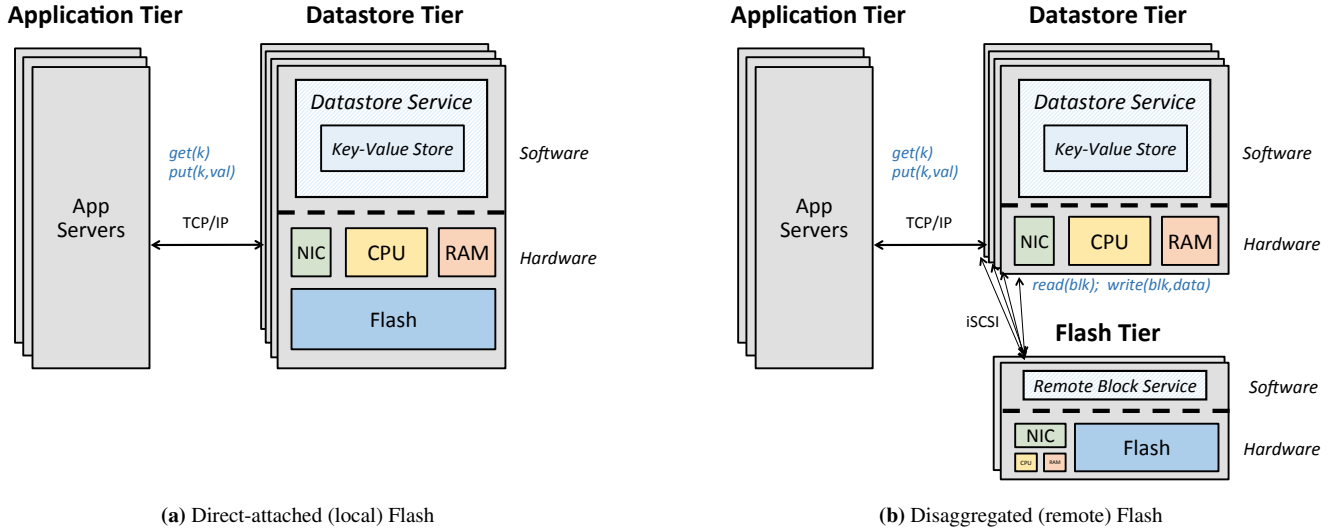 Application Tier
Datastore Tier
Datastore Service
Key-Value Store
Software
get(k)
put(k,val)
TCP/IP
App
Servers
NIC
CPU
RAM
Hardware
Flash
(a) Direct-attached (local) Flash
Application Tier
Datastore Tier
Datastore Service
Key-Value Store
Software
get(k)
put(k,val)
TCP/IP
App
Servers
NIC
CPU
RAM
Hardware
read(blk); write(blk,data)
iSCSI
Flash Tier
Remote Block Service
Software
NIC
CPU
RAM
Flash
Hardware
(b) Disaggregated (remote) Flash